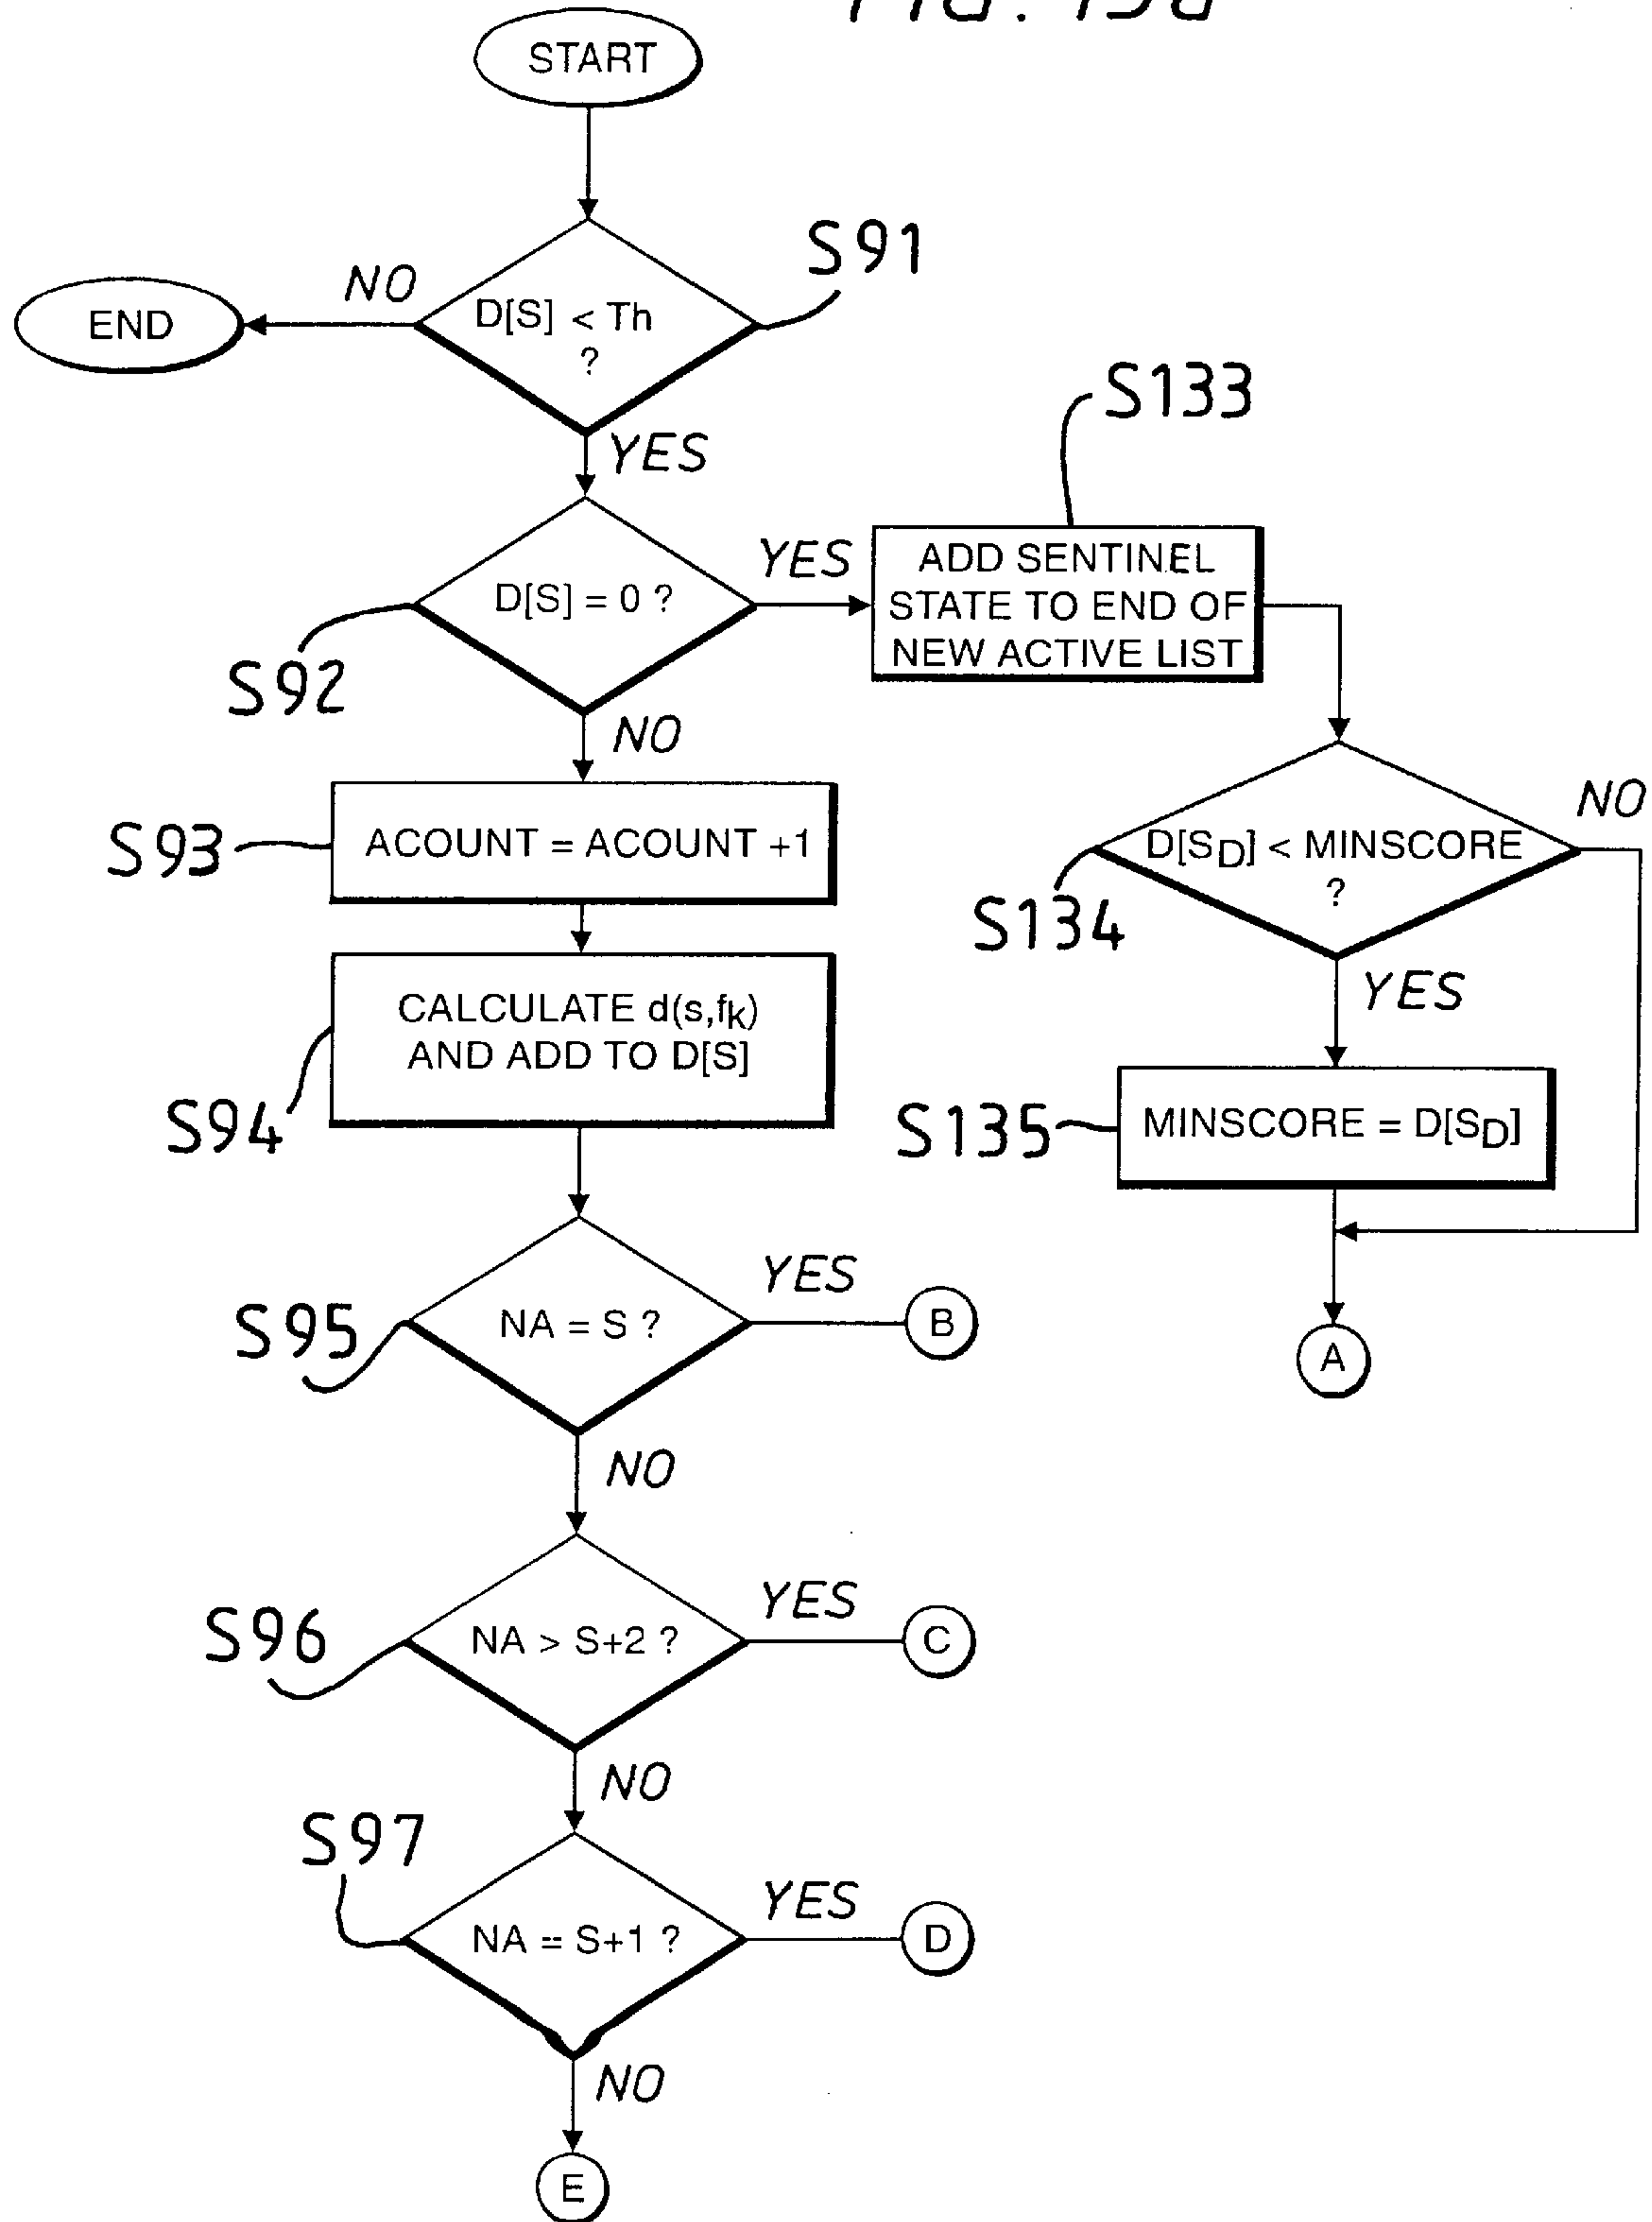 START
S91
NO
D[S] < Th
?
END
YES
S133
D[S] = 0 ?
YES
ADD SENTINEL
STATE TO END OF
NEW ACTIVE LIST
S92
NO
S93
ACOUNT = ACOUNT +1
D[SD] < MINSCORE
?
NO
S134
YES
CALCULATE d(s,fk)
AND ADD TO D[S]
S94
S135
MINSCORE = D[SD]
S95
NA = S ?
YES
B
A
NO
S96
NA > S+2 ?
YES
C
NO
S97
NA = S+1 ?
YES
D
NO
E